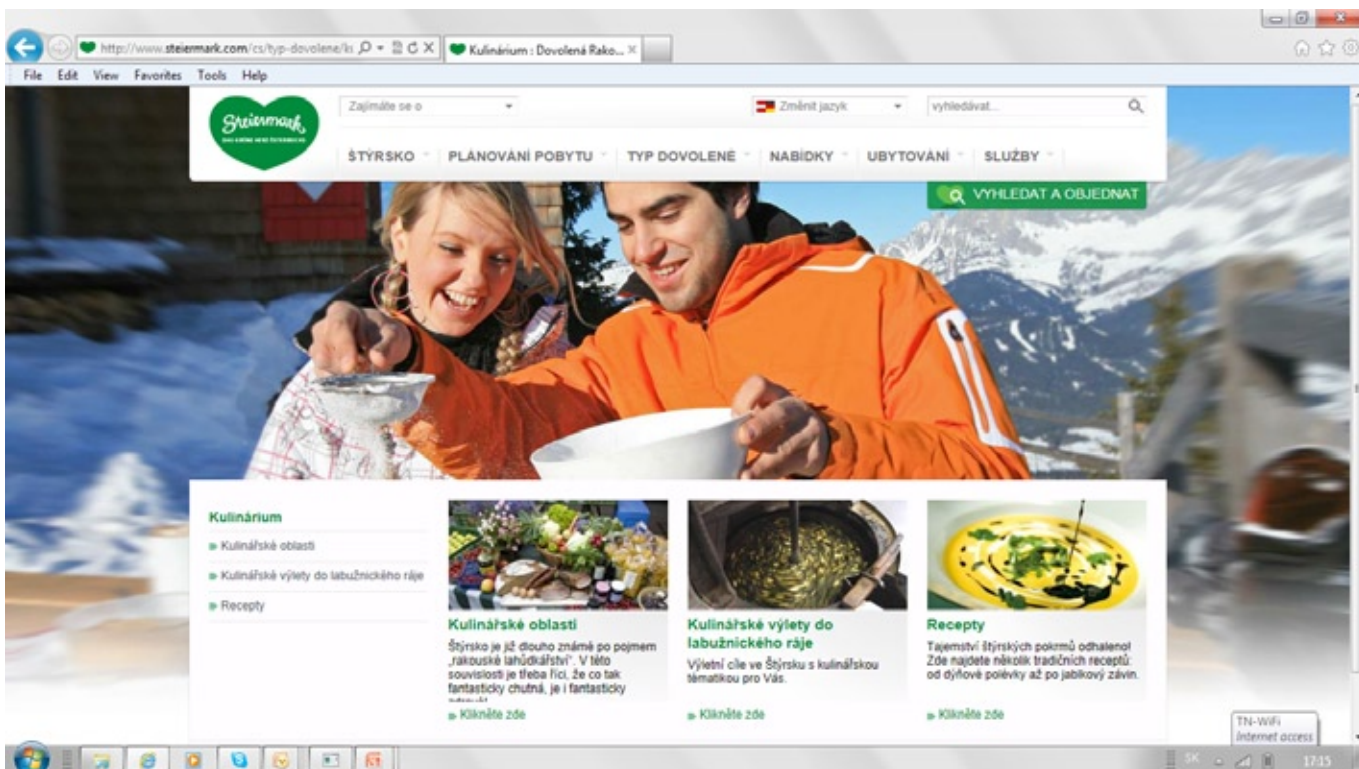 http://www.steiermark.com/cs/typ-dovolene/
Kulinárium : Dovolená Rako...
File Edit View Favorites Tools Help
Steiermark
Zajímáte se o
Změnit jazyk
vyhledávat...
ŠTÝRSKO
PLÁNOVÁNÍ POBYTU
TYP DOVOLENÉ
NABÍDKY
UBYTOVÁNÍ
SLUŽBY
VYHLEDAT A OBJEDNAT
Kulinárium
Kulinářské oblasti
Kulinářské výlety do labužnického ráje
Recepty
Kulinářské oblasti
Štýrsko je již dlouho známé po pojmem
„rakouské lahůdkářství“. V této
souvislosti je třeba říci, že co tak
fantasticky chutná, je i fantasticky
Klikněte zde
Kulinářské výlety do
labužnického ráje
Výletní cíle ve Štýrsku s kulinářskou
tématikou pro Vás.
Klikněte zde
Recepty
Tajemství štýrských pokrmů odhaleno!
Zde najdete několik tradičních receptů:
od dýňové polévky až po jablkový závin.
Klikněte zde
TN-WiFi
Internet access
SK
17:15